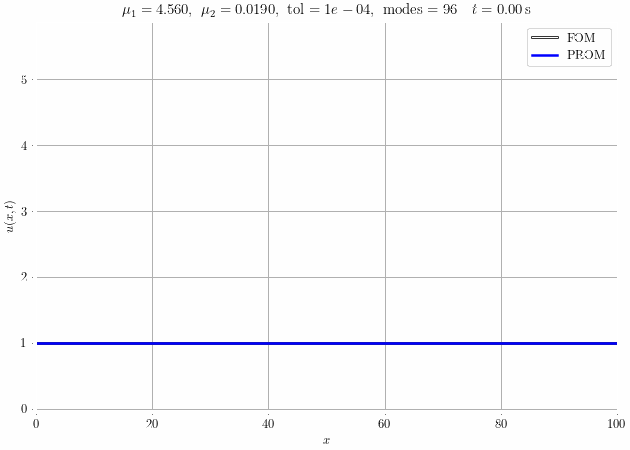 μ₁ = 4.560, μ₂ = 0.0190, tol = 1e − 04, modes = 96 t = 0.00 s
FOM
PROM
5
4
3
2
1
0
u(x, t)
0 20 40 60 80 100
x